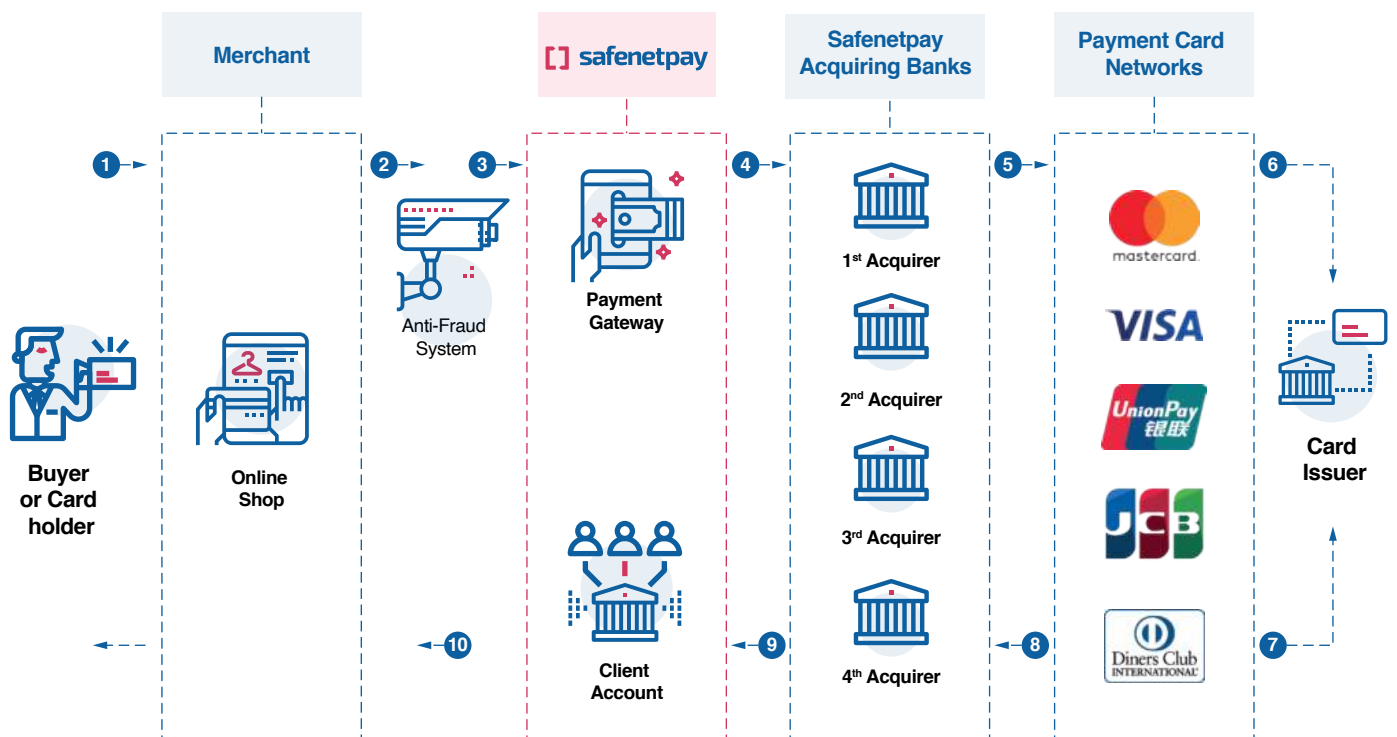 Merchant
safenetpay
Safenetpay
Acquiring Banks
Payment Card
Networks
1
2
3
4
5
6
Anti-Fraud
System
Payment
Gateway
1st Acquirer
2nd Acquirer
3rd Acquirer
4th Acquirer
mastercard.
VISA
UnionPay
银联
JCB
Diners Club
INTERNATIONAL®
Buyer
or Card
holder
Online
Shop
Card
Issuer
Client
Account
10
9
8
7